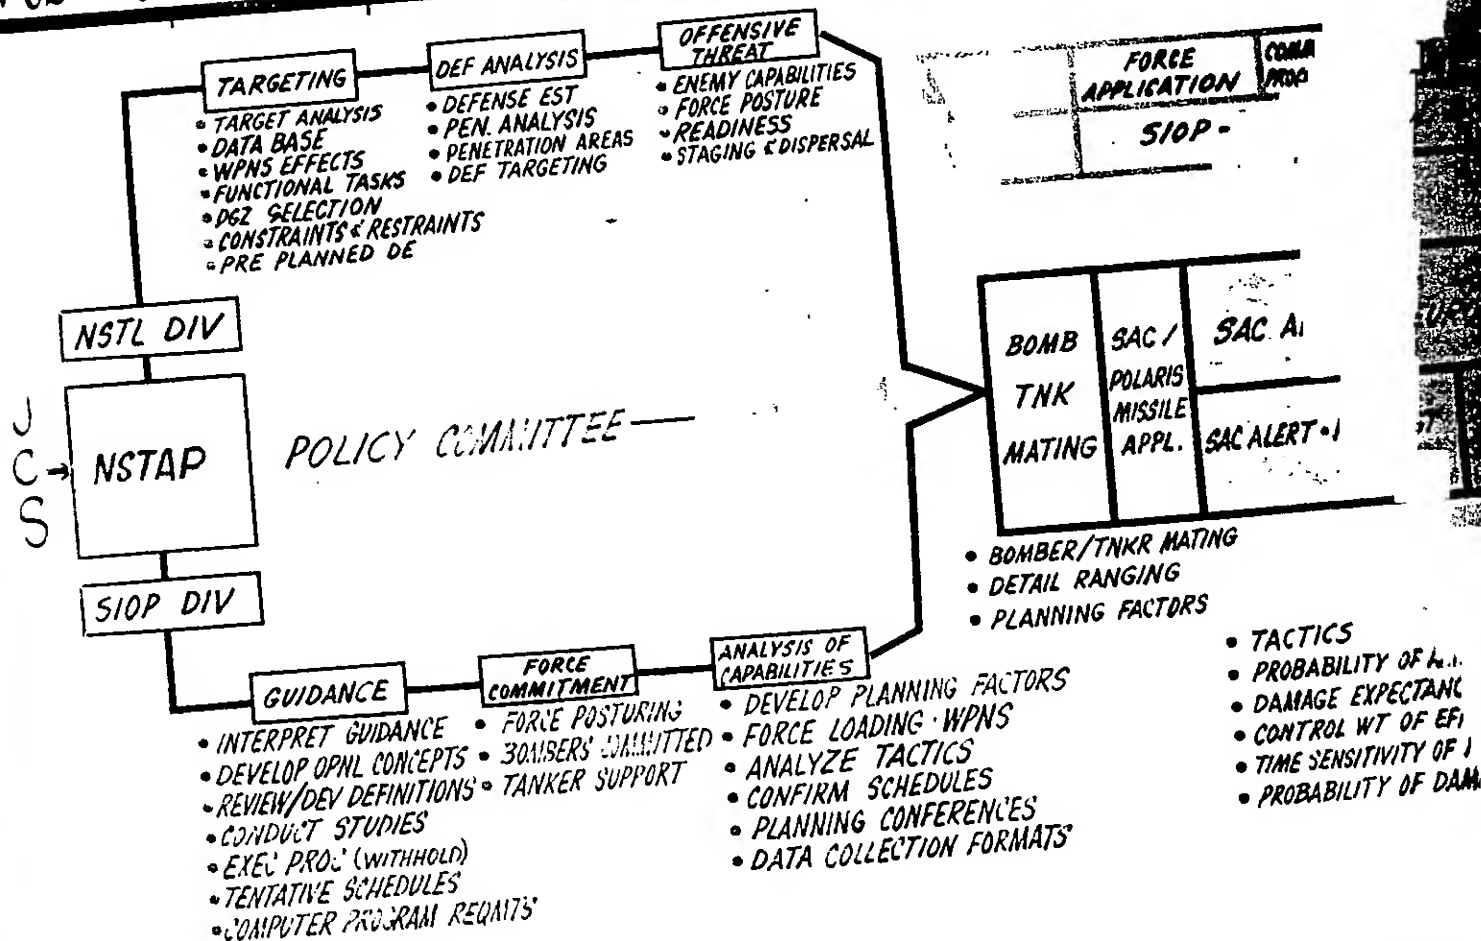 TARGETING
• TARGET ANALYSIS
• DATA BASE
• WPNS EFFECTS
• FUNCTIONAL TASKS
• DGZ SELECTION
• CONSTRAINTS & RESTRAINTS
• PRE PLANNED DE
DEF ANALYSIS
• DEFENSE EST
• PEN. ANALYSIS
• PENETRATION AREAS
• DEF TARGETING
OFFENSIVE
THREAT
• ENEMY CAPABILITIES
• FORCE POSTURE
• READINESS
• STAGING & DISPERSAL
FORCE
APPLICATION
SIOP -
NSTL DIV
J
C →
S
NSTAP
POLICY COMMITTEE —
SIOP DIV
BOMB
TNK
MATING
SAC /
POLARIS
MISSILE
APPL.
SAC
SAC ALERT •
• BOMBER/TNKR MATING
• DETAIL RANGING
• PLANNING FACTORS
GUIDANCE
• INTERPRET GUIDANCE
• DEVELOP OPNL CONCEPTS
• REVIEW/DEV DEFINITIONS
• CONDUCT STUDIES
• EXEC PROC (WITHHOLD)
• TENTATIVE SCHEDULES
• COMPUTER PROGRAM REQMTS
FORCE
COMMITMENT
• FORCE POSTURING
• BOMBERS COMMITTED
• TANKER SUPPORT
ANALYSIS OF
CAPABILITIES
• DEVELOP PLANNING FACTORS
• FORCE LOADING · WPNS
• ANALYZE TACTICS
• CONFIRM SCHEDULES
• PLANNING CONFERENCES
• DATA COLLECTION FORMATS
• TACTICS
• PROBABILITY OF
• DAMAGE EXPECTANC
• CONTROL WT OF EF
• TIME SENSITIVITY OF
• PROBABILITY OF DAM